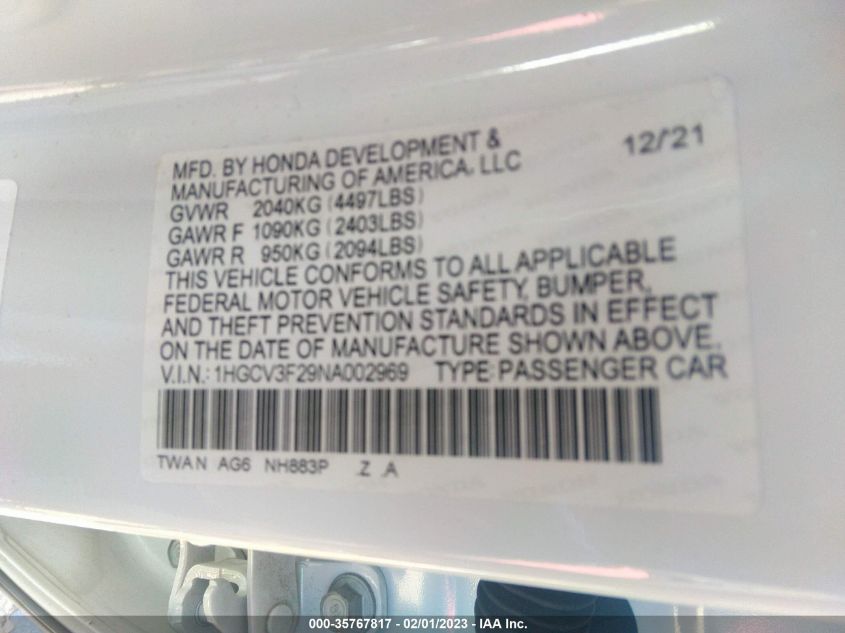 12/21
MFD. BY HONDA DEVELOPMENT &
MANUFACTURING OF AMERICA, LLC
GVWR 2040KG (4497LBS)
GAWR F 1090KG (2403LBS)
GAWR R 950KG (2094LBS)
THIS VEHICLE CONFORMS TO ALL APPLICABLE
FEDERAL MOTOR VEHICLE SAFETY, BUMPER,
AND THEFT PREVENTION STANDARDS IN EFFECT
ON THE DATE OF MANUFACTURE SHOWN ABOVE.
V.I.N.: 1HGCV3F29NA002969 TYPE: PASSENGER CAR
TWAN AG6 NH883P Z A
000-35767817 - 02/01/2023 - IAA Inc.